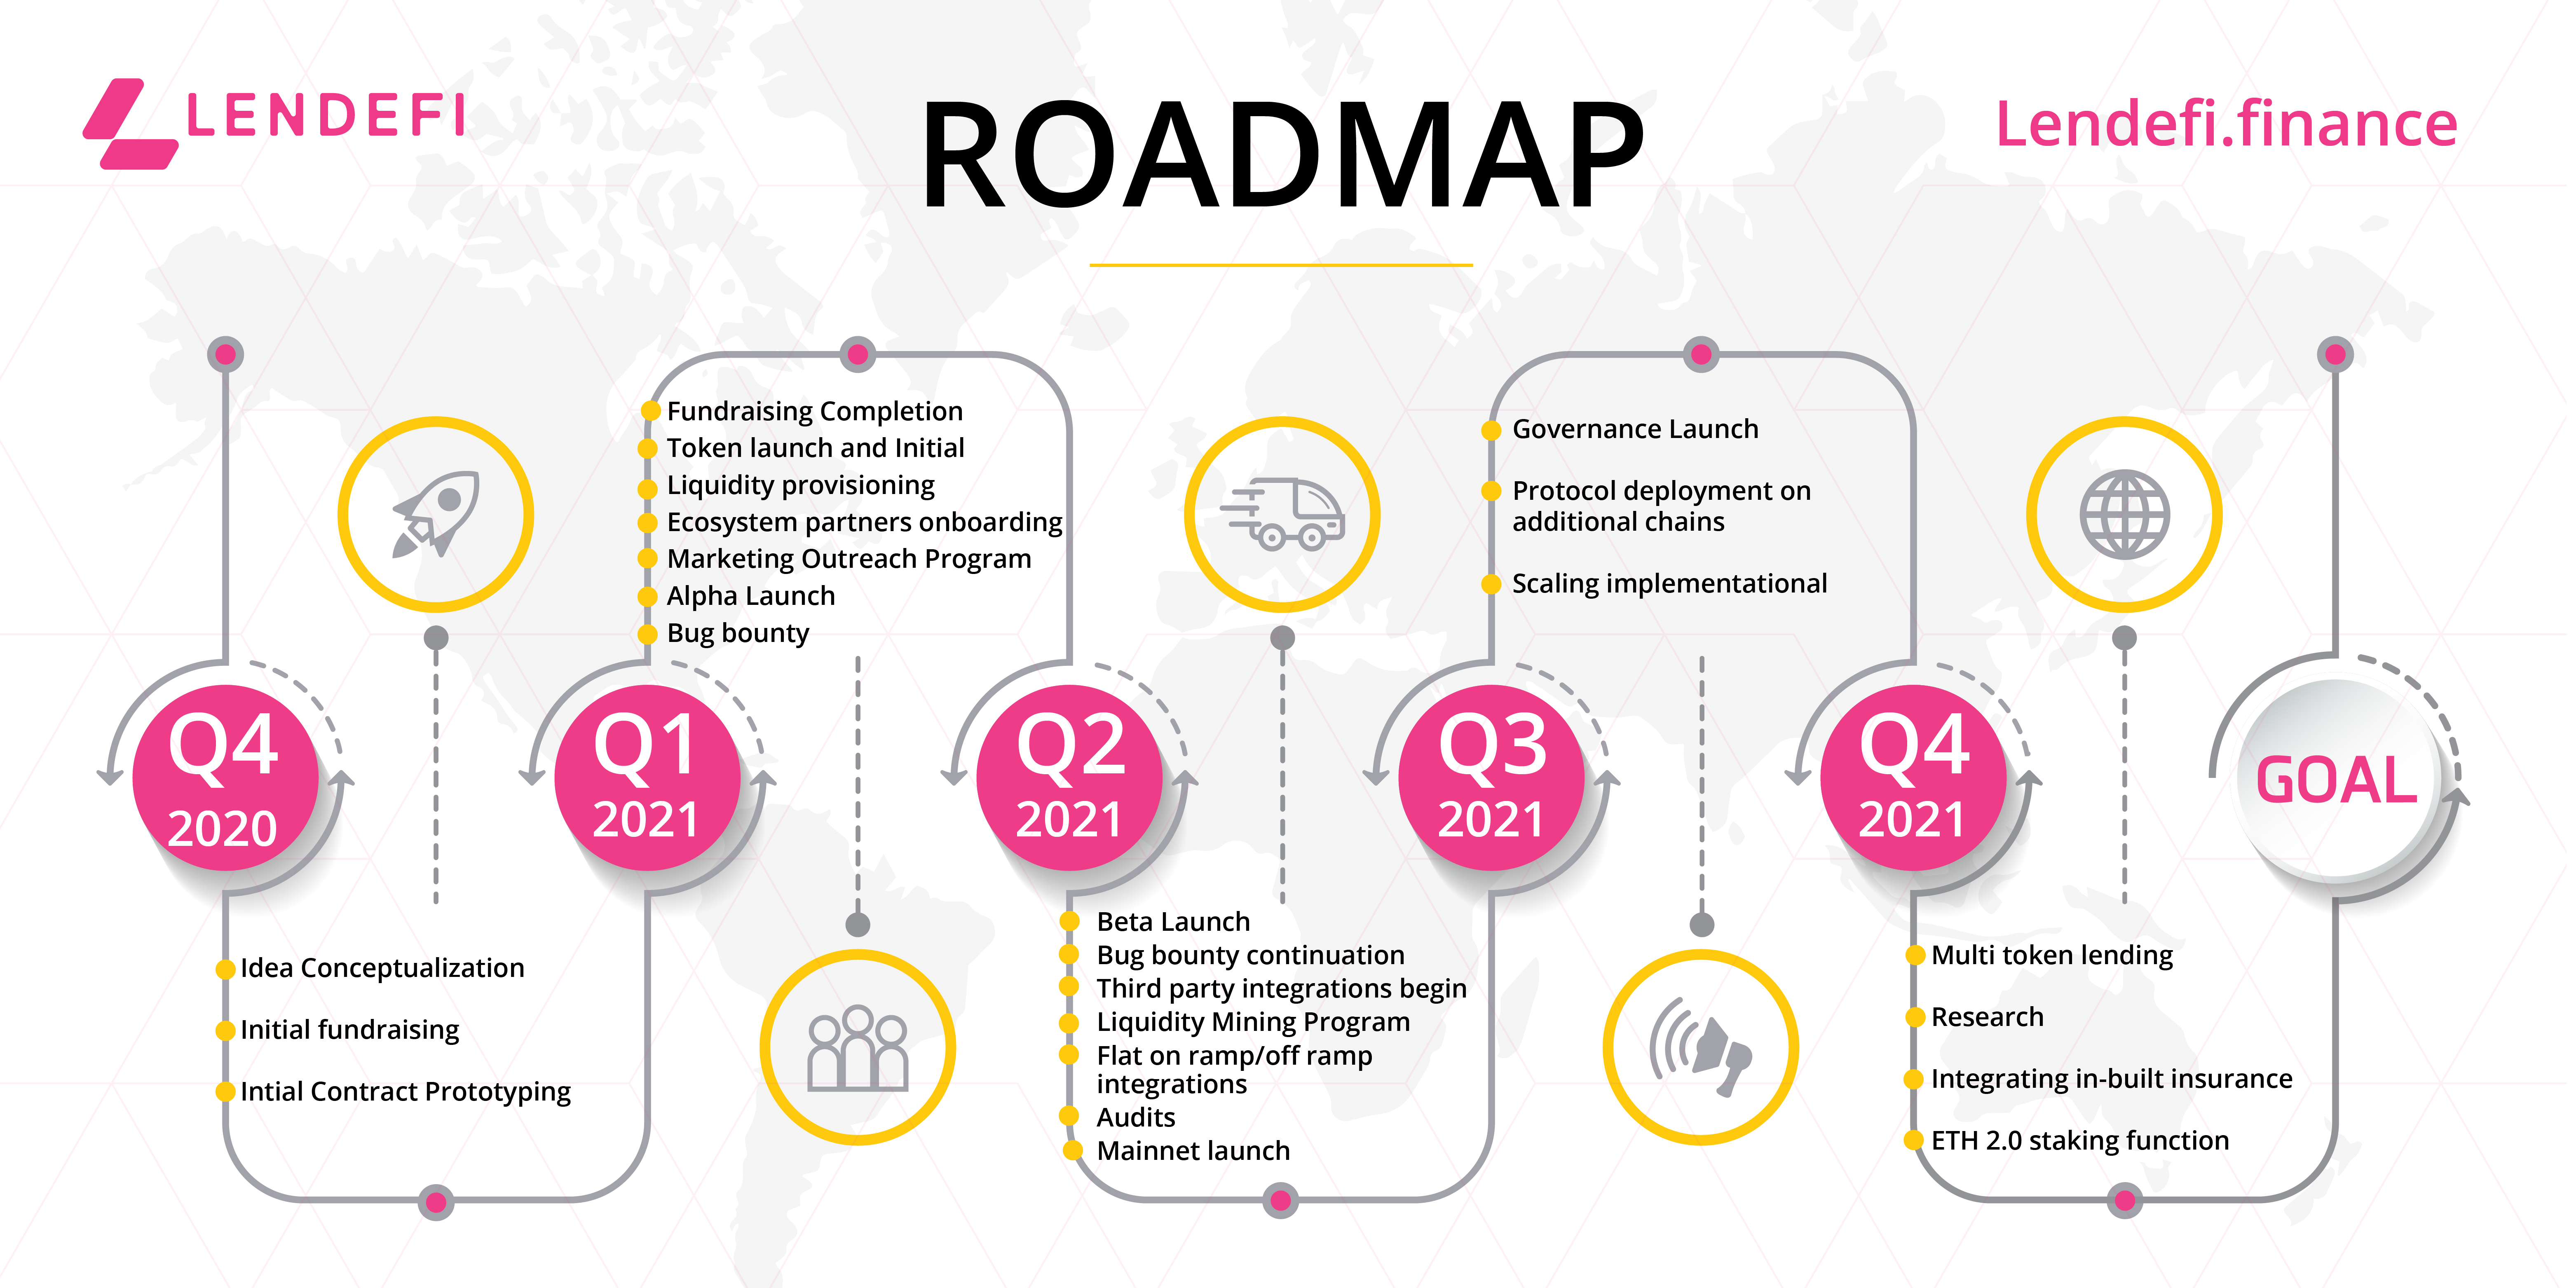 LENDEFI
ROADMAP
Lendefi.finance
Fundraising Completion
Token launch and Initial
Liquidity provisioning
Ecosystem partners onboarding
Marketing Outreach Program
Alpha Launch
Bug bounty
Governance Launch
Protocol deployment on
additional chains
Scaling implementational
Q4
2020
Q1
2021
Q2
2021
Q3
2021
Q4
2021
GOAL
Idea Conceptualization
Initial fundraising
Intial Contract Prototyping
Beta Launch
Bug bounty continuation
Third party integrations begin
Liquidity Mining Program
Flat on ramp/off ramp
integrations
Audits
Mainnet launch
Multi token lending
Research
Integrating in-built insurance
ETH 2.0 staking function